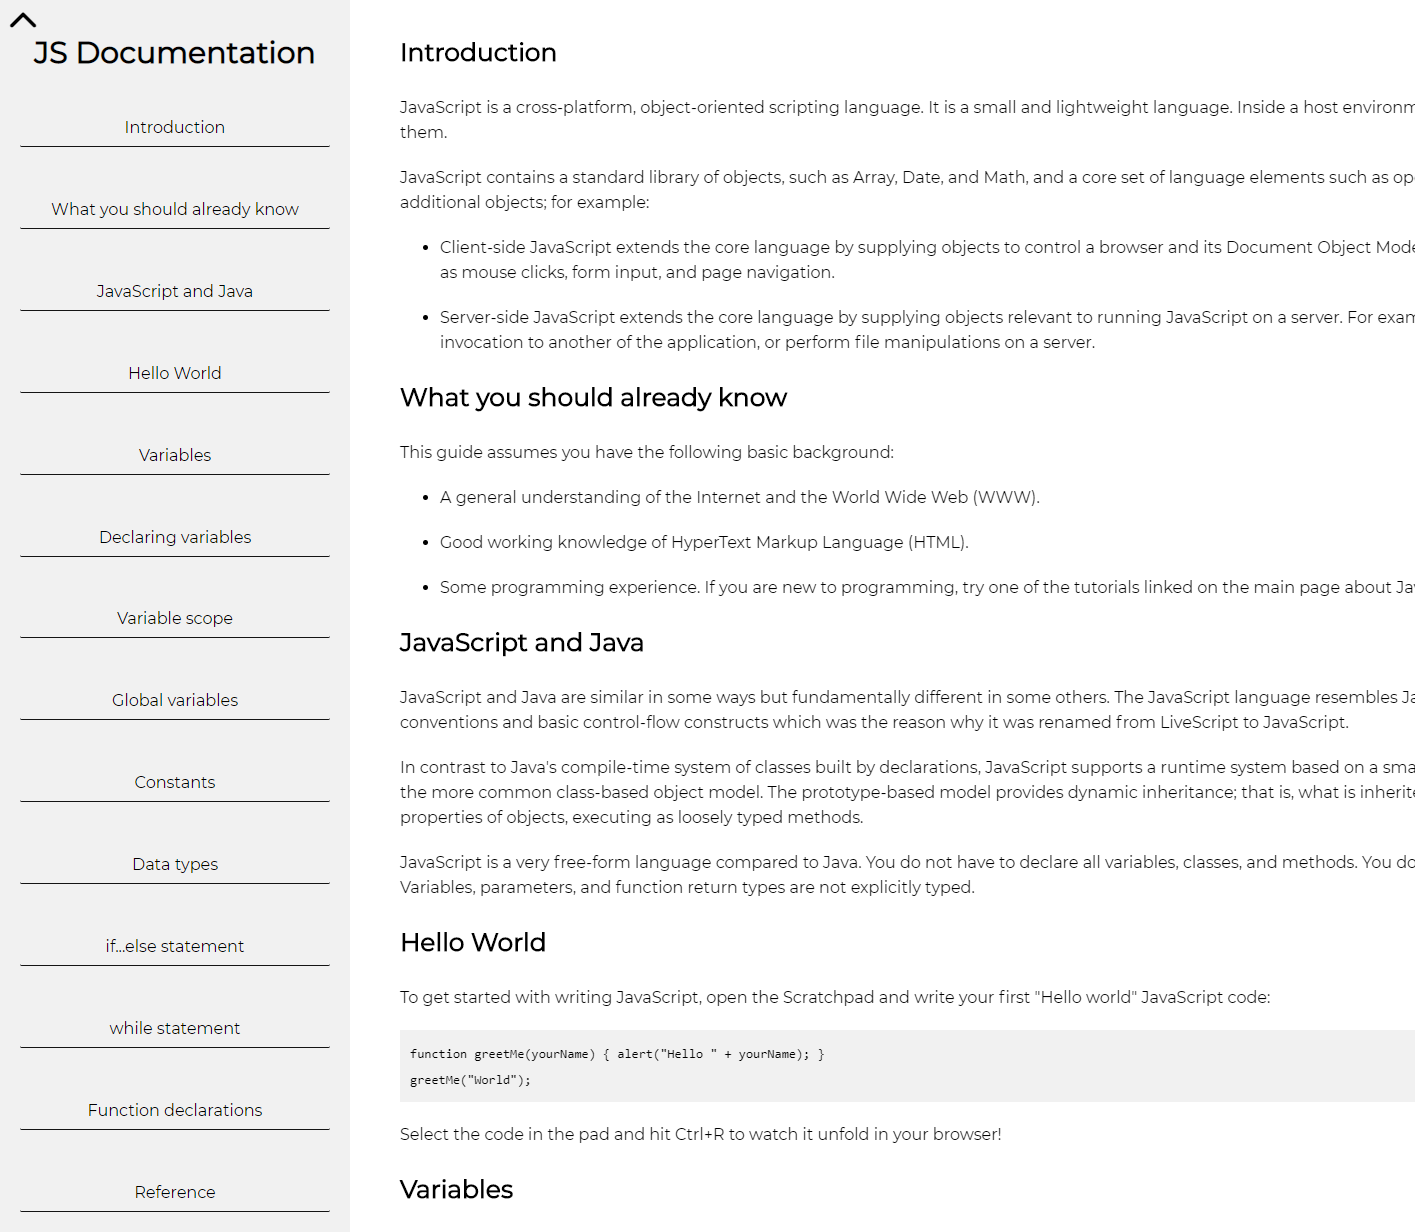 JS Documentation
Introduction
What you should already know
JavaScript and Java
Hello World
Variables
Declaring variables
Variable scope
Global variables
Constants
Data types
if...else statement
while statement
Function declarations
Reference
Introduction
JavaScript is a cross-platform, object-oriented scripting language. It is a small and lightweight language. Inside a host
them.
JavaScript contains a standard library of objects, such as Array, Date, and Math, and a core set of language elements such as
additional objects; for example:
• Client-side JavaScript extends the core language by supplying objects to control a browser and its Document Object
as mouse clicks, form input, and page navigation.
• Server-side JavaScript extends the core language by supplying objects relevant to running JavaScript on a server. For
invocation to another of the application, or perform file manipulations on a server.
What you should already know
This guide assumes you have the following basic background:
• A general understanding of the Internet and the World Wide Web (WWW).
• Good working knowledge of HyperText Markup Language (HTML).
• Some programming experience. If you are new to programming, try one of the tutorials linked on the main page about
JavaScript and Java
JavaScript and Java are similar in some ways but fundamentally different in some others. The JavaScript language resembles
conventions and basic control-flow constructs which was the reason why it was renamed from LiveScript to JavaScript.
In contrast to Java's compile-time system of classes built by declarations, JavaScript supports a runtime system based on a
the more common class-based object model. The prototype-based model provides dynamic inheritance; that is, what is
properties of objects, executing as loosely typed methods.
JavaScript is a very free-form language compared to Java. You do not have to declare all variables, classes, and methods. You do
Variables, parameters, and function return types are not explicitly typed.
Hello World
To get started with writing JavaScript, open the Scratchpad and write your first "Hello world" JavaScript code:
function greetMe(yourName) { alert("Hello " + yourName); }
greetMe("World");
Select the code in the pad and hit Ctrl+R to watch it unfold in your browser!
Variables